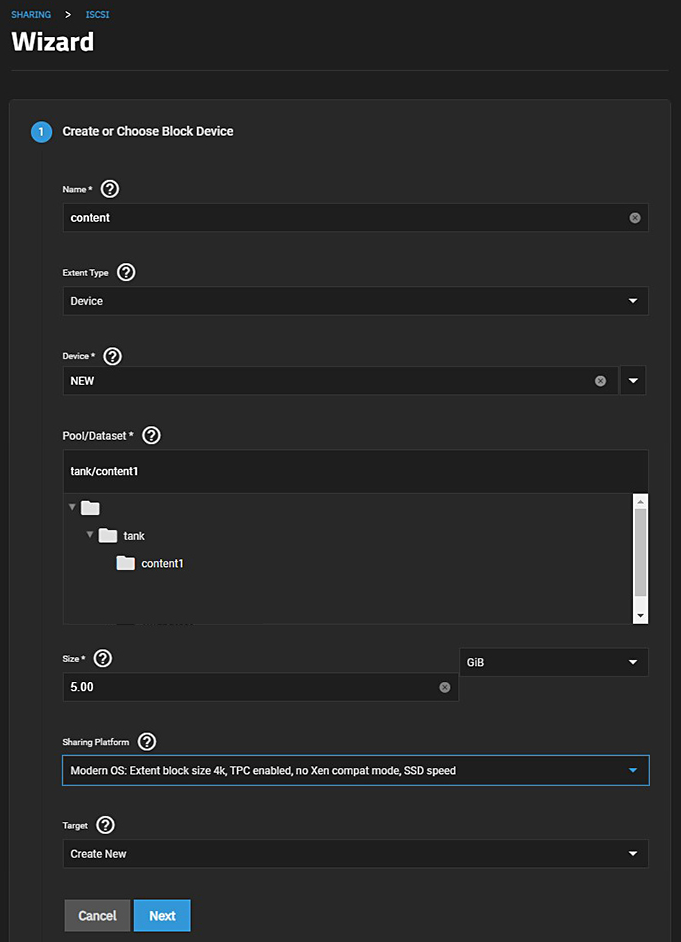 SHARING > ISCSI
Wizard
1 Create or Choose Block Device
Name *
content
Extent Type
Device
Device *
NEW
Pool/Dataset *
tank/content1
tank
content1
Size *
GiB
5.00
Sharing Platform
Modern OS: Extent block size 4k, TPC enabled, no Xen compat mode, SSD speed
Target
Create New
Cancel Next